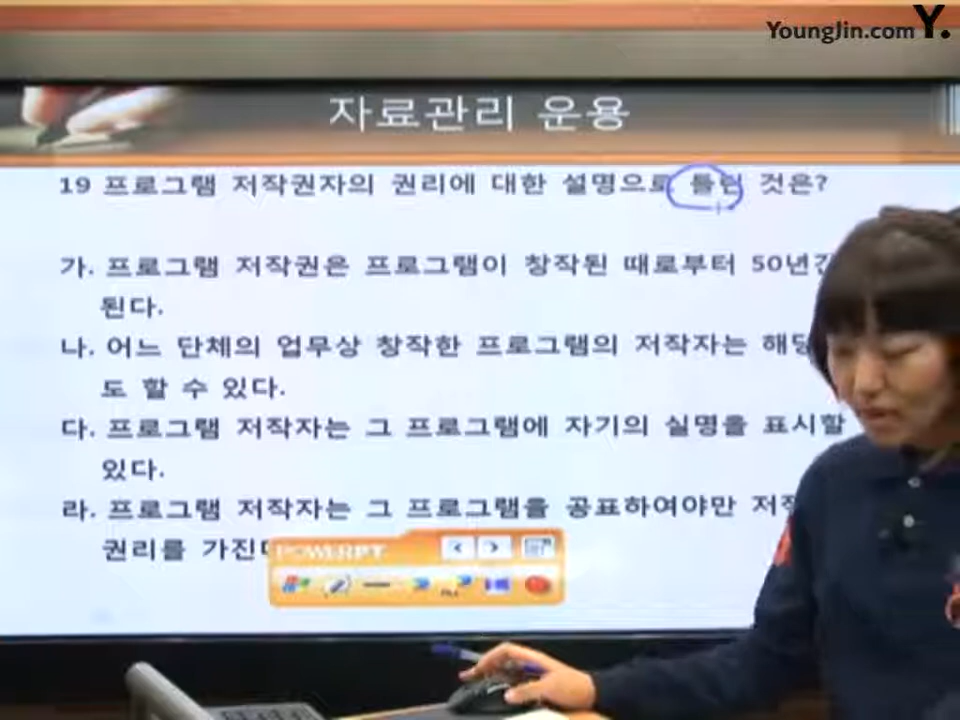 YoungJin.com Y.
자료관리 운용
19 프로그램 저작권자의 권리에 대한 설명으로 틀린 것은?
가. 프로그램 저작권은 프로그램이 창작된 때로부터 50년간
된다.
나. 어느 단체의 업무상 창작한 프로그램의 저작자는 해당
도 할 수 있다.
다. 프로그램 저작자는 그 프로그램에 자기의 실명을 표시할
있다.
라. 프로그램 저작자는 그 프로그램을 공표하여야만
권리를
POWERPT